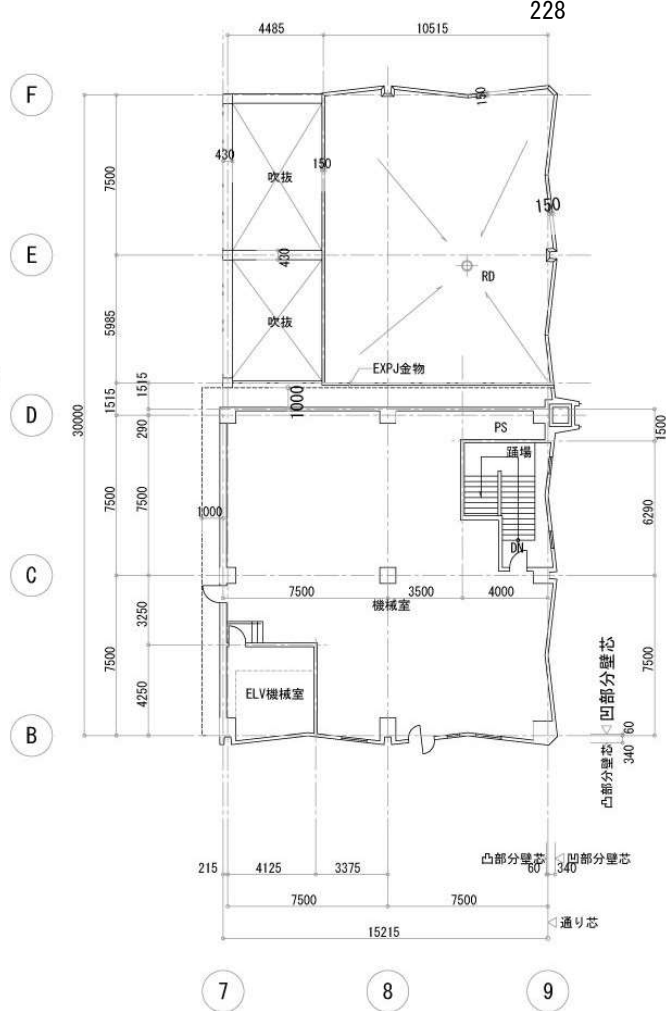 228
4485
10515
F
430
150
150
吹抜
7500
150
E
430
RD
吹抜
5985
EXPJ金物
1515
1515
1000
D
30000
290
PS
1500
踊場
7500
7500
1000
6290
DN
C
7500
3500
4000
機械室
3250
7500
7500
ELV機械室
4250
凹部分壁芯
B
60
340
凸部分壁芯
凸部分壁芯
凹部分壁芯
215
4125
3375
60
340
7500
7500
通り芯
15215
7
8
9